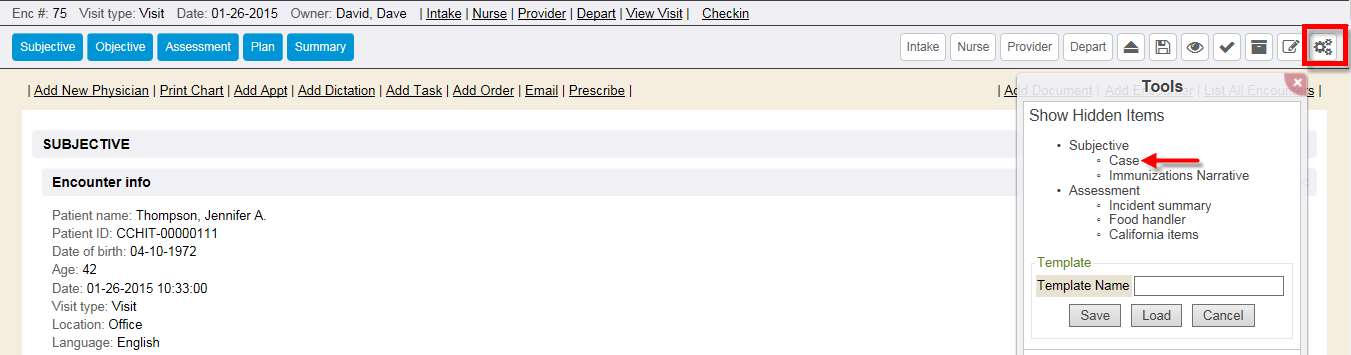 Enc #: 75 Visit type: Visit Date: 01-26-2015 Owner: David, Dave | Intake | Nurse | Provider | Depart | View Visit | Checkin
Subjective Objective Assessment Plan Summary Intake Nurse Provider Depart
| Add New Physician | Print Chart | Add Appt | Add Dictation | Add Task | Add Order | Email | Prescribe | | Add Document | Add Encounter | List All Encounters |
Tools
Show Hidden Items
SUBJECTIVE
• Subjective
◦ Case
Encounter info
◦ Immunizations Narrative
• Assessment
◦ Incident summary
◦ Food handler
◦ California items
Patient name: Thompson, Jennifer A.
Patient ID: CCHIT-00000111
Date of birth: 04-10-1972
Age: 42
Date: 01-26-2015 10:33:00
Visit type: Visit
Location: Office
Language: English
Template
Template Name
Save Load Cancel